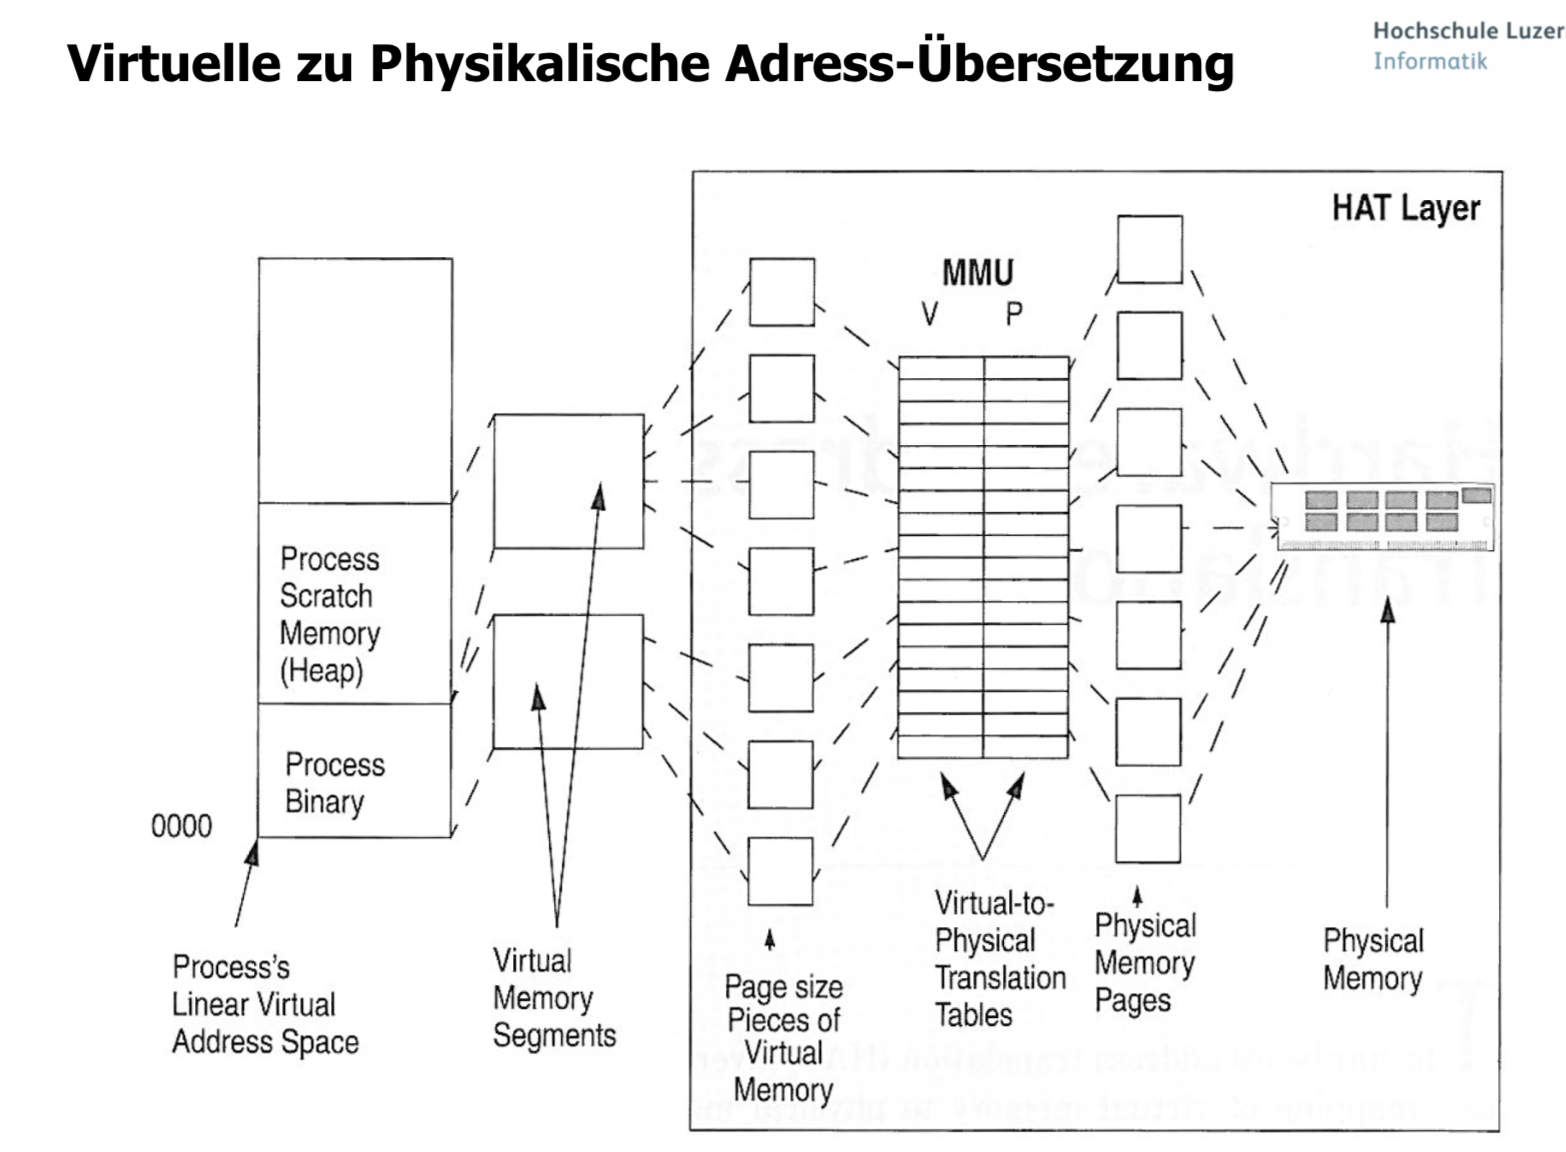 Virtuelle zu Physikalische Adress-Übersetzung
Hochschule Luzer
Informatik
HAT Layer
MMU
V P
Process
Scratch
Memory
(Heap)
Process
Binary
0000
Process's
Linear Virtual
Address Space
Virtual
Memory
Segments
Page size
Pieces of
Virtual
Memory
Virtual-to-
Physical
Translation
Tables
Physical
Memory
Pages
Physical
Memory